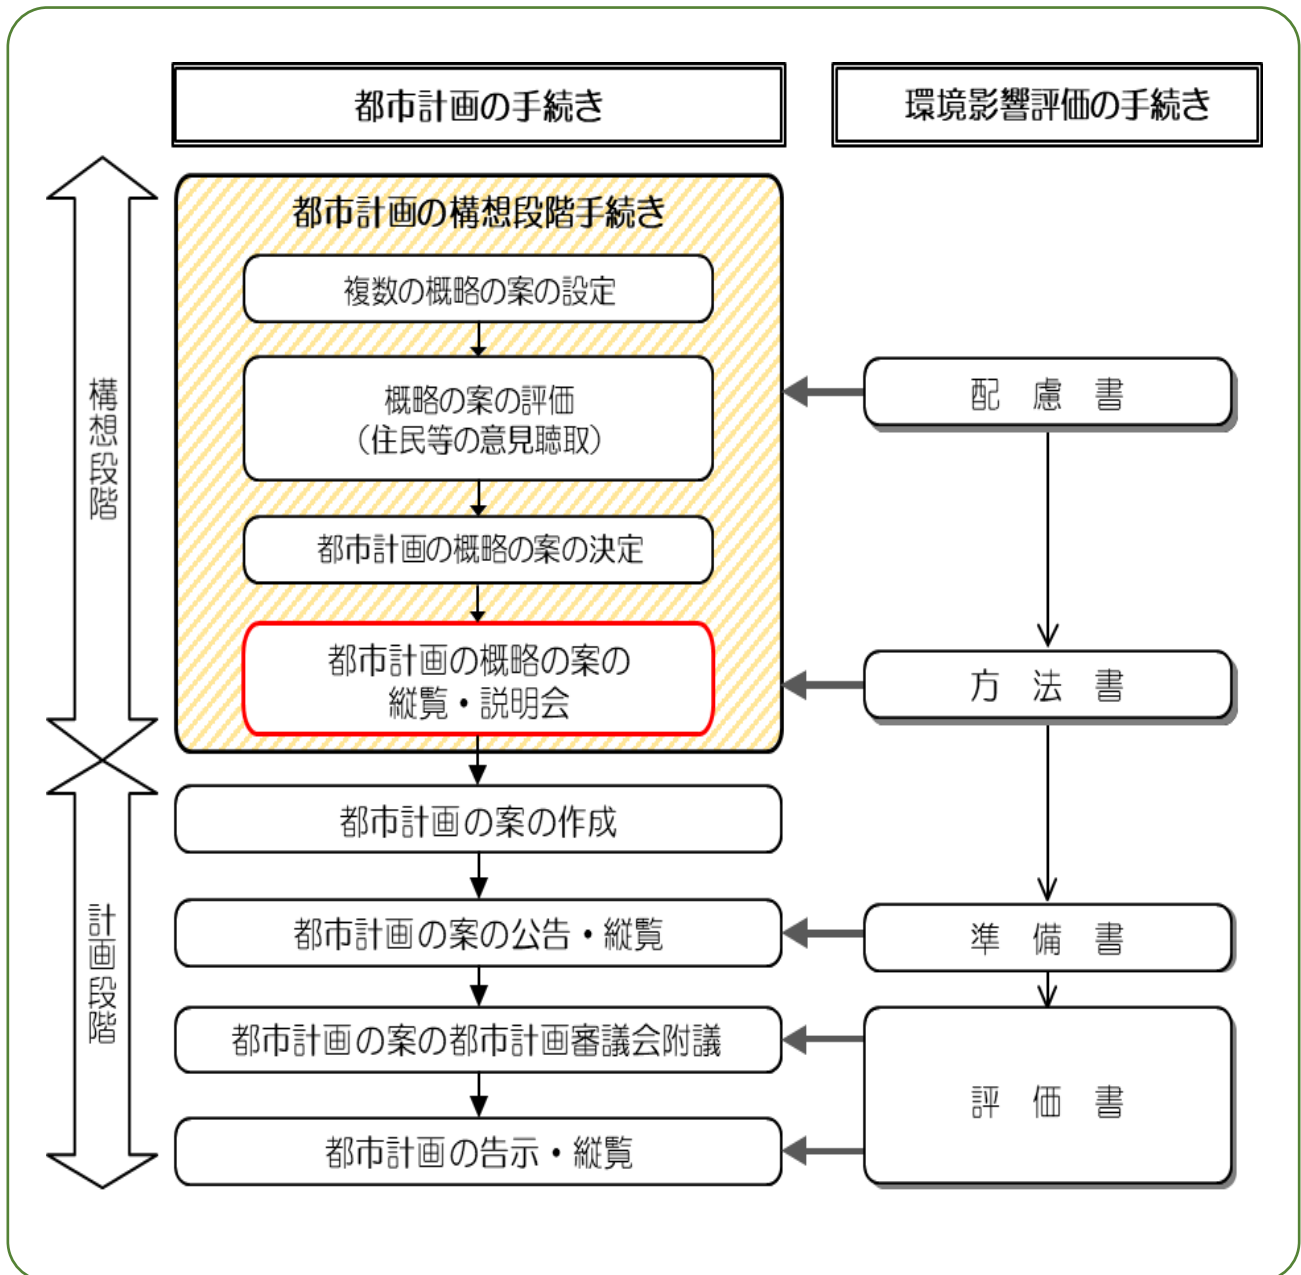 都市計画の手続き
環境影響評価の手続き
構想段階
都市計画の構想段階手続き
複数の概略の案の設定
概略の案の評価
（住民等の意見聴取）
配慮書
都市計画の概略の案の決定
都市計画の概略の案の
縦覧・説明会
方法書
計画段階
都市計画の案の作成
都市計画の案の公告・縦覧
準備書
都市計画の案の都市計画審議会附議
評価書
都市計画の告示・縦覧